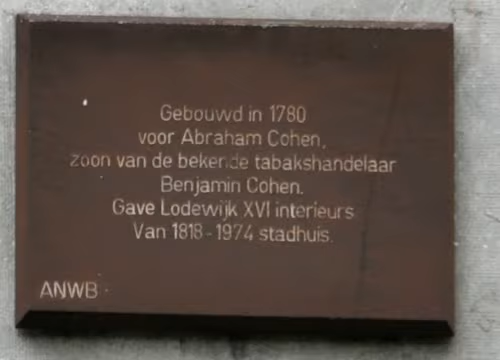 Gebouwd in 1780
voor Abraham Cohen,
zoon van de bekende tabakshandelaar
Benjamin Cohen.
Gave Lodewijk XVI interieurs
Van 1818-1974 stadhuis.
ANWB